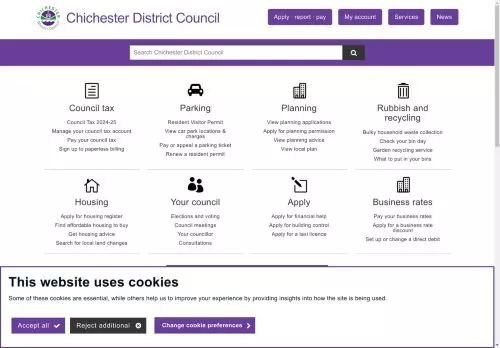 Chichester District Council
Apply · report · pay
My account
Services
News
Search Chichester District Council
Council tax
Council Tax 2024-25
Manage your council tax account
Pay your council tax
Sign up to paperless billing
Parking
Resident Visitor Permit
View car park locations &
charges
Pay or appeal a parking ticket
Renew a resident permit
Planning
View planning applications
Apply for planning permission
View planning advice
View local plan
Rubbish and
recycling
Bulky household waste collection
Check your bin day
Garden recycling service
What to put in your bins
Housing
Apply for housing register
Find affordable housing to buy
Get housing advice
Search for local land changes
Your council
Elections and voting
Council meetings
Your councillor
Consultations
Apply
Apply for financial help
Apply for building control
Apply for a taxi licence
Business rates
Pay your business rates
Apply for a business rate
discount
Set up or change a direct debit
This website uses cookies
Some of these cookies are essential, while others help us to improve your experience by providing insights into how the site is being used.
Accept all
Reject additional
Change cookie preferences